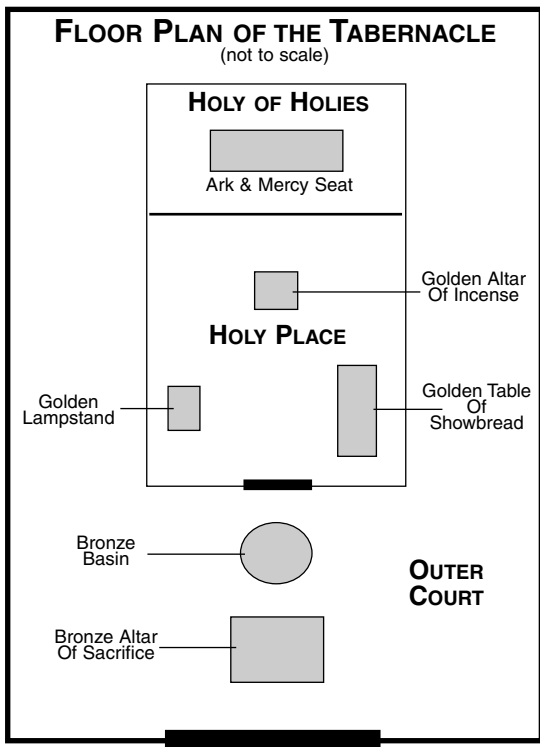 FLOOR PLAN OF THE TABERNACLE
(not to scale)
HOLY OF HOLIES
Ark & Mercy Seat
Golden Altar
Of Incense
HOLY PLACE
Golden
Lampstand
Golden Table
Of
Showbread
Bronze
Basin
OUTER
COURT
Bronze Altar
Of Sacrifice